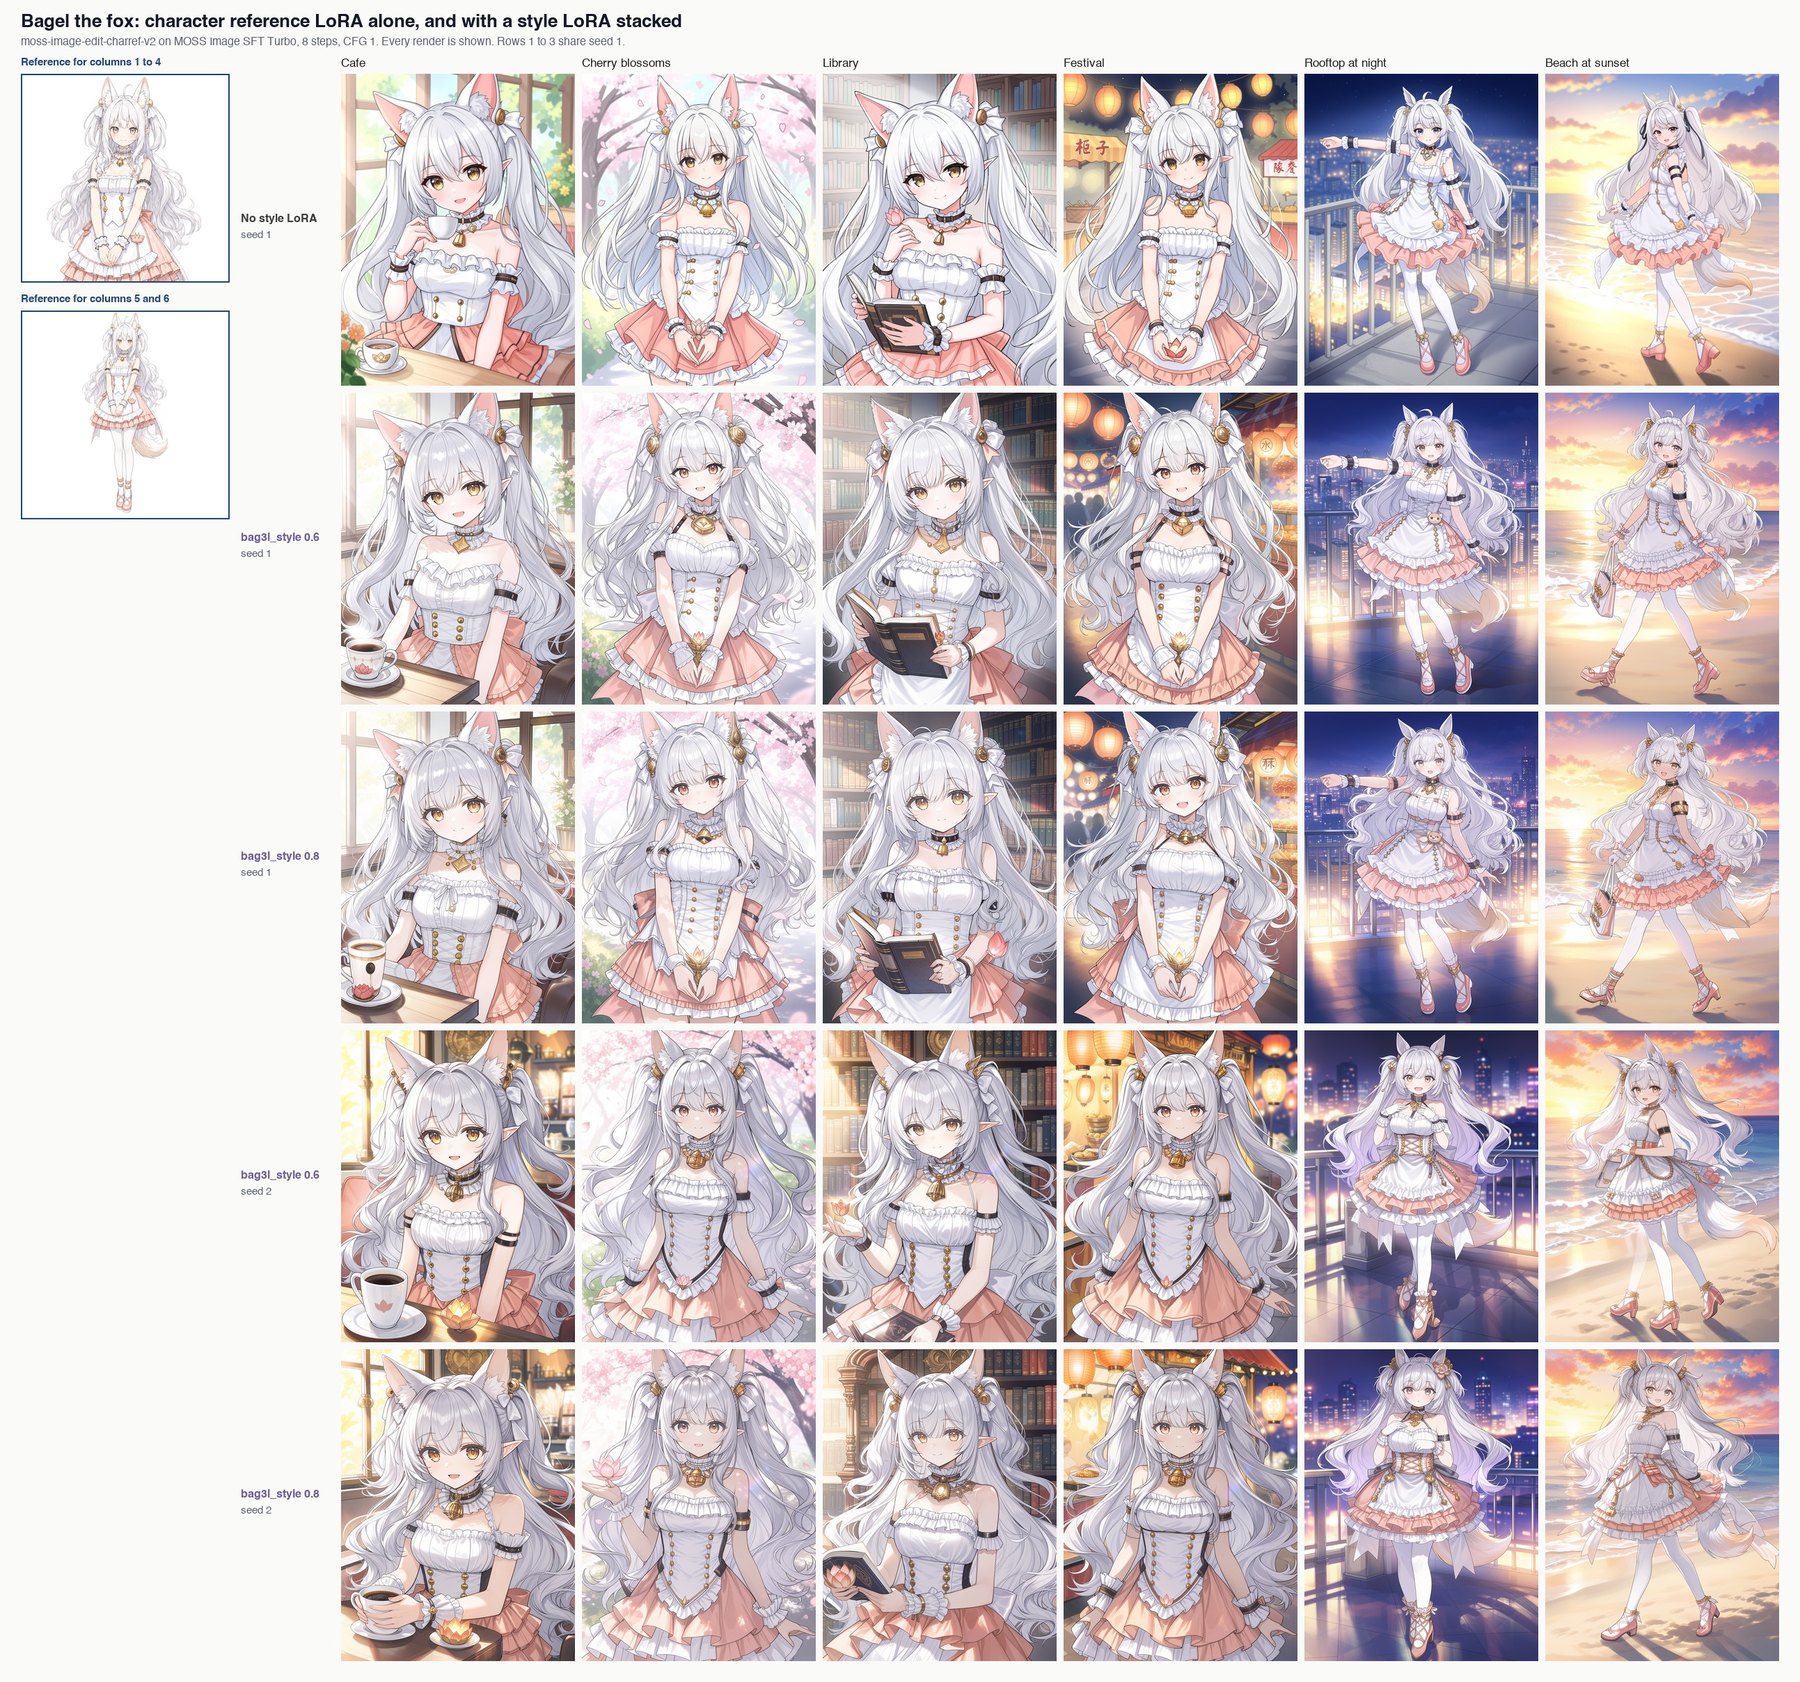 Bagel the fox: character reference LoRA alone, and with a style LoRA stacked
moss-image-edit-charref-v2 on MOSS Image SFT Turbo, 8 steps, CFG 1. Every render is shown. Rows 1 to 3 share seed 1.
Reference for columns 1 to 4
Cafe
Cherry blossoms
Library
Festival
Rooftop at night
Beach at sunset
柜子
No style LoRA
seed 1
Reference for columns 5 and 6
水
bag3l_style 0.6
seed 1
林
bag3l_style 0.8
seed 1
bag3l_style 0.6
seed 2
bag3l_style 0.8
seed 2